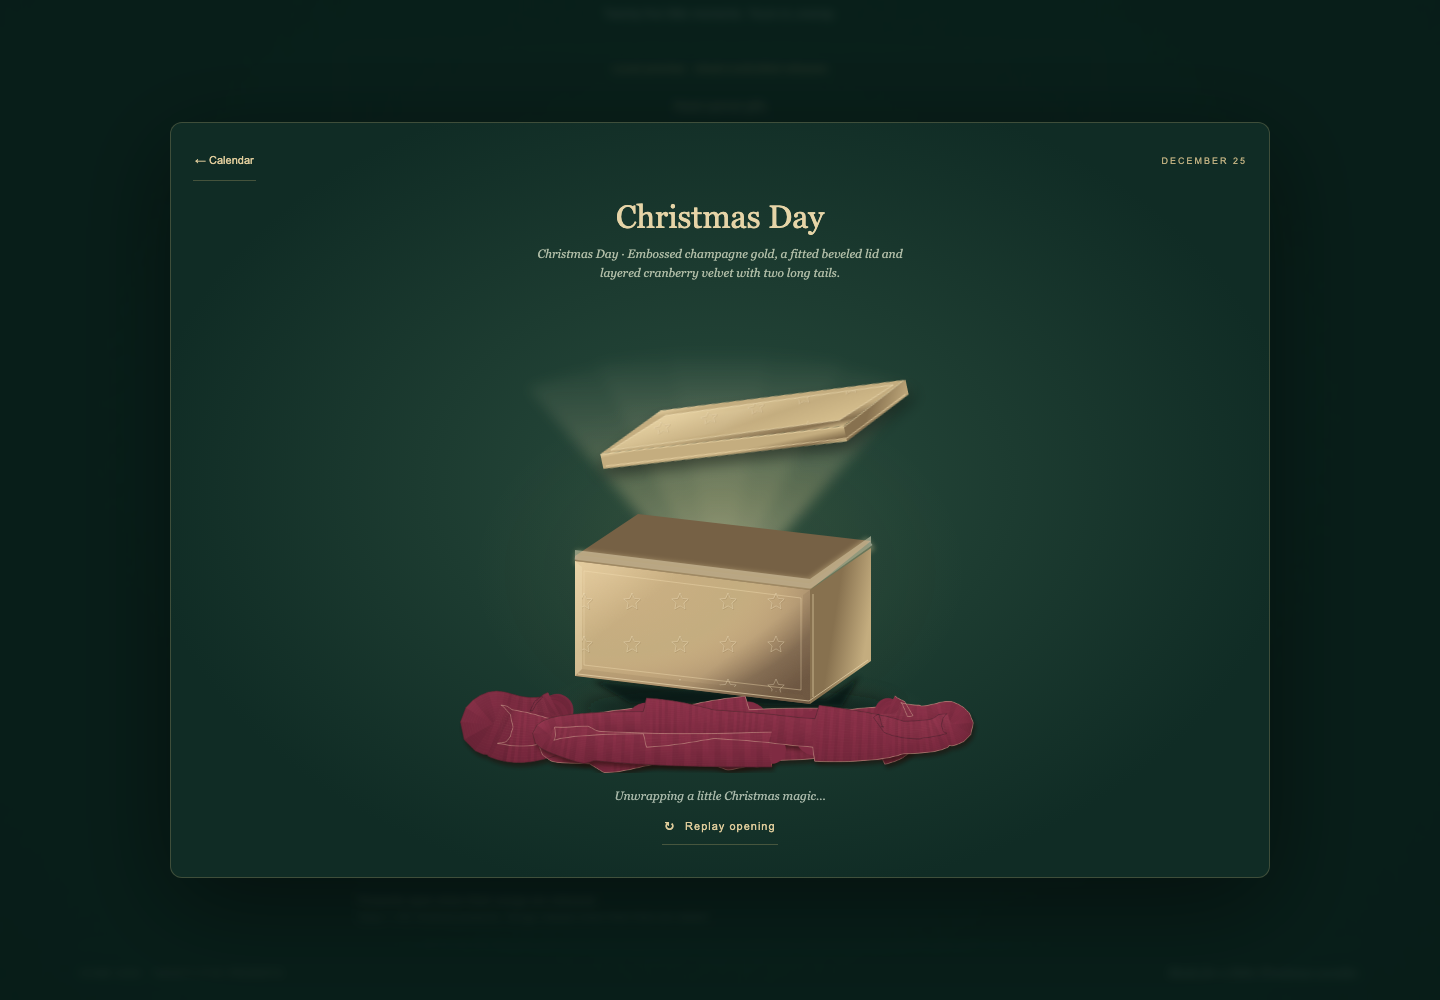 ← Calendar
DECEMBER 25
Christmas Day
Christmas Day · Embossed champagne gold, a fitted beveled lid and
layered cranberry velvet with two long tails.
Unwrapping a little Christmas magic...
↻ Replay opening